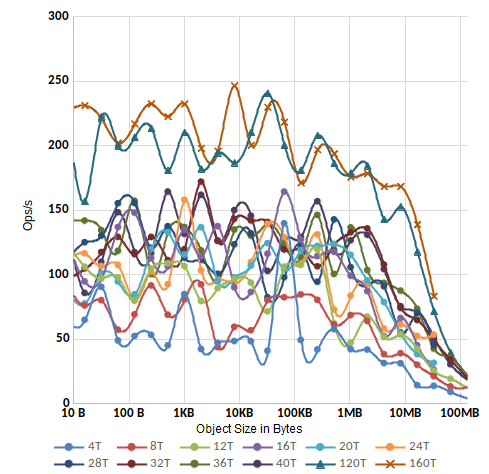 300
250
200
150
100
50
0
Ops/s
10 B 100 B 1KB 10KB 100KB 1MB 10MB 100MB
Object Size in Bytes
4T 8T 12T 16T 20T 24T
28T 32T 36T 40T 120T 160T